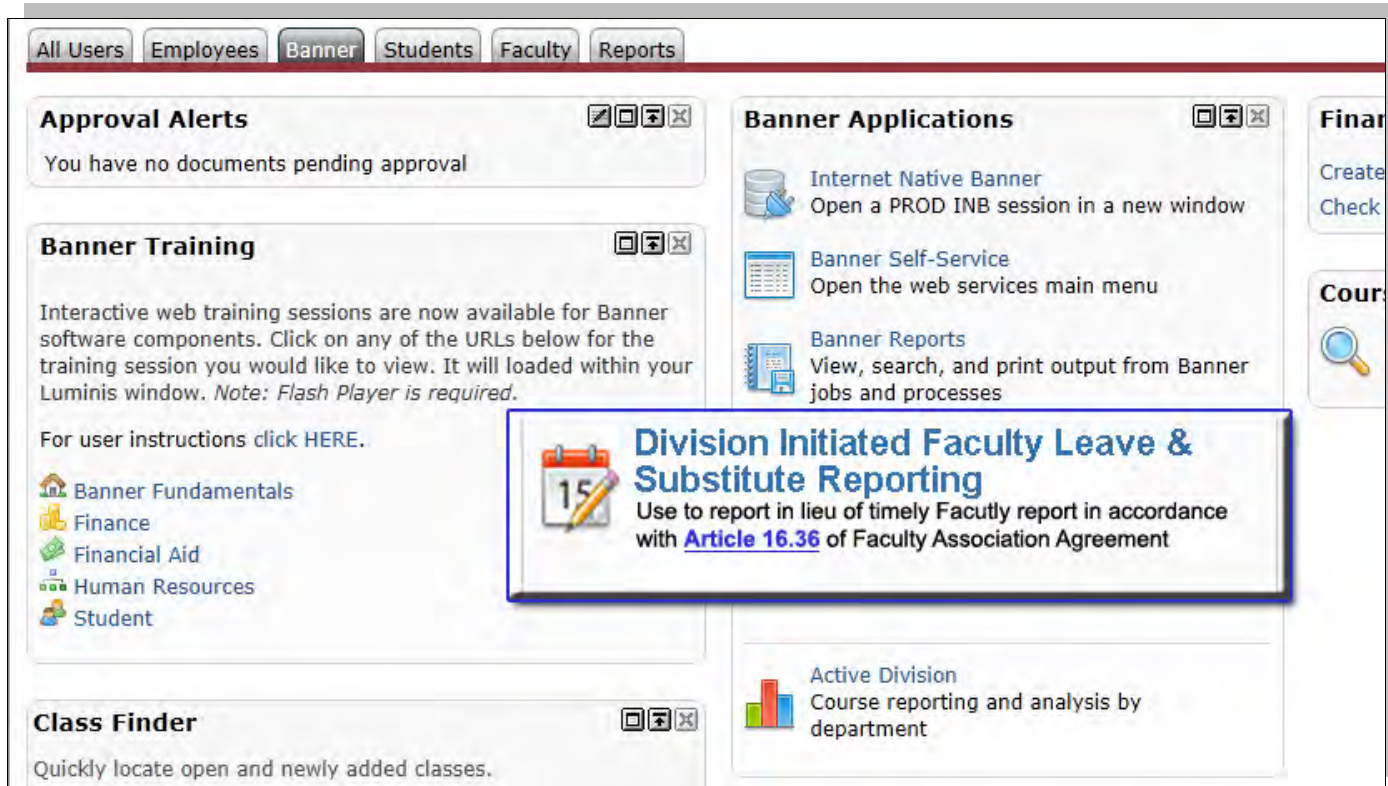 All Users Employees Banner Students Faculty Reports
Approval Alerts
You have no documents pending approval
Banner Training
Interactive web training sessions are now available for Banner
software components. Click on any of the URLs below for the
training session you would like to view. It will loaded within your
Luminis window. Note: Flash Player is required.
For user instructions click HERE.
Banner Fundamentals
Finance
Financial Aid
Human Resources
Student
Class Finder
Quickly locate open and newly added classes.
Banner Applications
Internet Native Banner
Open a PROD INB session in a new window
Banner Self-Service
Open the web services main menu
Banner Reports
View, search, and print output from Banner
jobs and processes
15
Division Initiated Faculty Leave &
Substitute Reporting
Use to report in lieu of timely Facutly report in accordance
with Article 16.36 of Faculty Association Agreement
Active Division
Course reporting and analysis by
department
Finan
Create
Check
Cours